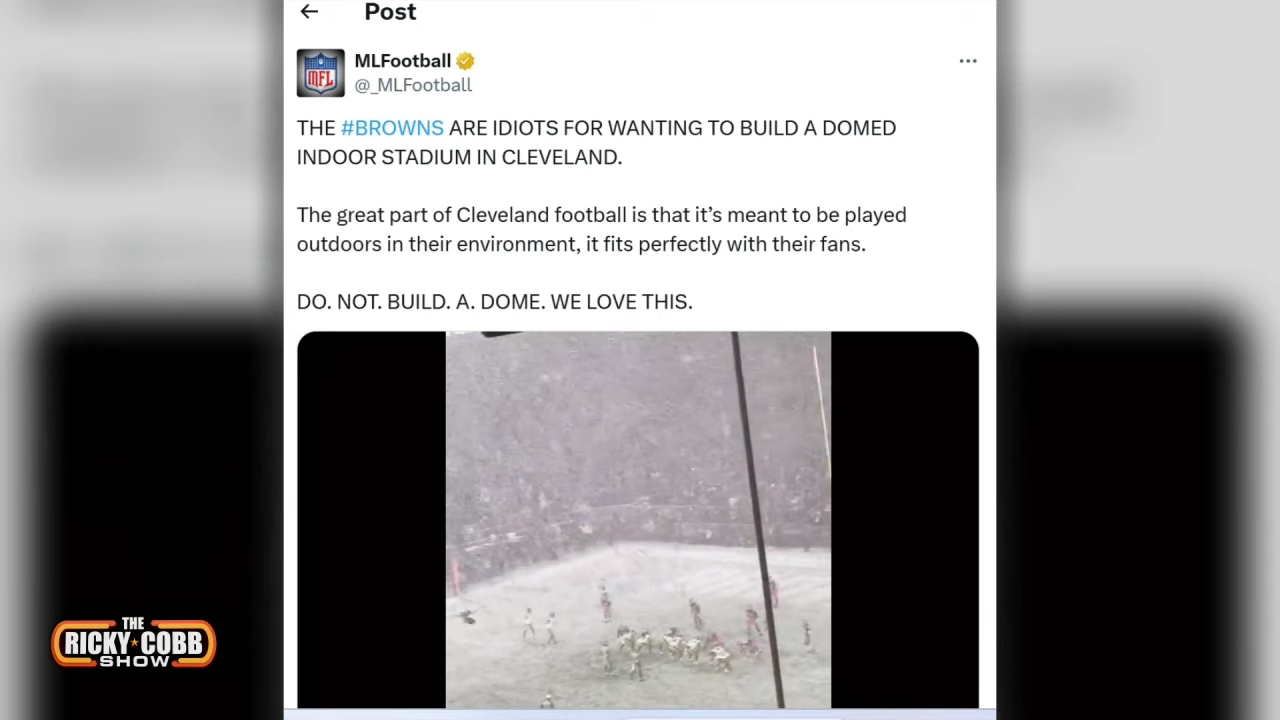 Post
MFL
MLFootball
@_MLFootball
THE #BROWNS ARE IDIOTS FOR WANTING TO BUILD A DOMED
INDOOR STADIUM IN CLEVELAND.
The great part of Cleveland football is that it’s meant to be played
outdoors in their environment, it fits perfectly with their fans.
DO. NOT. BUILD. A. DOME. WE LOVE THIS.
THE
RICKY COBB
SHOW